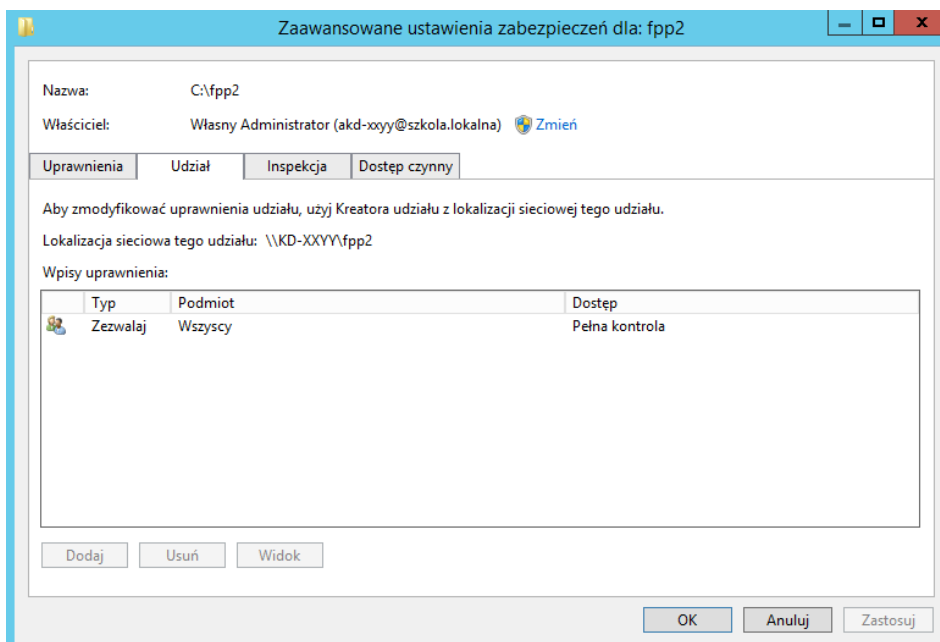 Zaawansowane ustawienia zabezpieczeń dla: fpp2
Nazwa: C:\fpp2
Właściciel: Własny Administrator (akd-xxyy@szkola.lokalna) Zmień
Uprawnienia Udział Inspekcja Dostęp czynny
Aby zmodyfikować uprawnienia udziału, użyj Kreatora udziału z lokalizacji sieciowej tego udziału.
Lokalizacja sieciowa tego udziału: \\KD-XXYY\fpp2
Wpisy uprawnienia:
Typ Podmiot Dostęp
Zezwalaj Wszyscy Pełna kontrola
Dodaj Usuń Widok
OK Anuluj Zastosuj